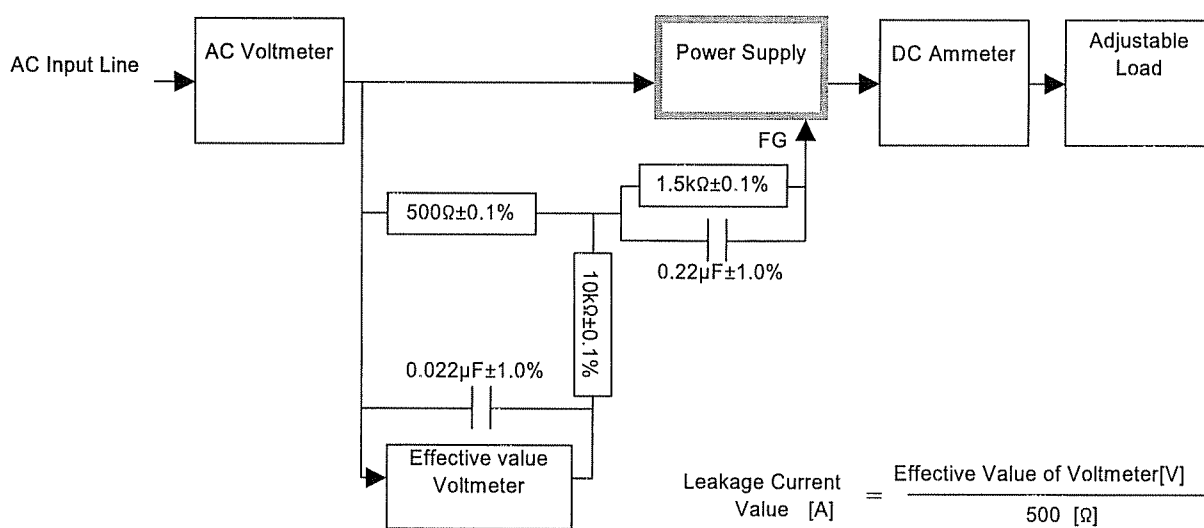 AC Input Line
AC Voltmeter
Power Supply
DC Ammeter
Adjustable
Load
FG
500Ω±0.1%
1.5kΩ±0.1%
0.22µF±1.0%
10kΩ±0.1%
0.022µF±1.0%
Effective value
Voltmeter
Leakage Current
Value [A]
=
Effective Value of Voltmeter[V]
500 [Ω]